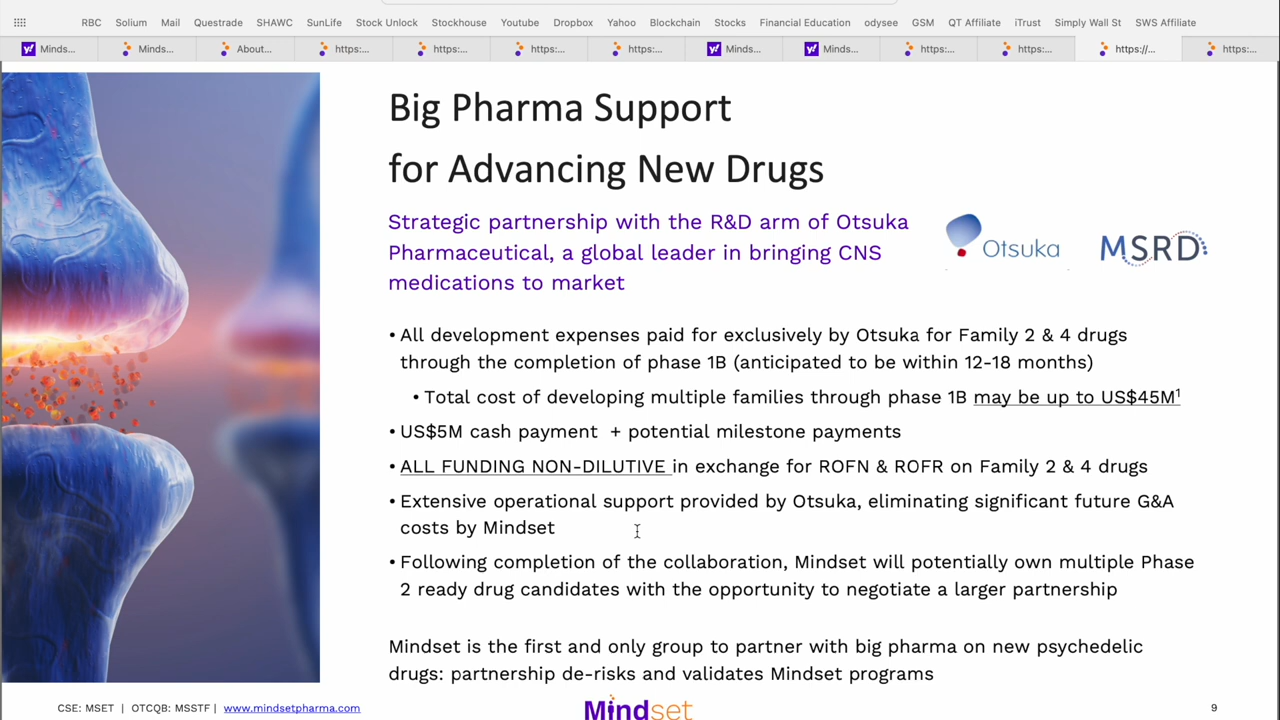 RBC Solium Mail Questrade SHAWC SunLife Stock Unlock Stockhouse Youtube Dropbox Yahoo Blockchain Stocks Financial Education odysee GSM QT Affiliate iTrust Simply Wall St SWS Affiliate
Minds... Minds... About... https:... https:... https:... https:... Minds... Minds... https:... https:... https://... https:...
Big Pharma Support
for Advancing New Drugs
Strategic partnership with the R&D arm of Otsuka
Pharmaceutical, a global leader in bringing CNS
medications to market
Otsuka
MSRD
• All development expenses paid for exclusively by Otsuka for Family 2 & 4 drugs
through the completion of phase 1B (anticipated to be within 12-18 months)
• Total cost of developing multiple families through phase 1B may be up to US$45M¹
• US$5M cash payment + potential milestone payments
• ALL FUNDING NON-DILUTIVE in exchange for ROFN & ROFR on Family 2 & 4 drugs
• Extensive operational support provided by Otsuka, eliminating significant future G&A
costs by Mindset
• Following completion of the collaboration, Mindset will potentially own multiple Phase
2 ready drug candidates with the opportunity to negotiate a larger partnership
Mindset is the first and only group to partner with big pharma on new psychedelic
drugs: partnership de-risks and validates Mindset programs
CSE: MSET | OTCQB: MSSTF | www.mindsetpharma.com
Mindset
9